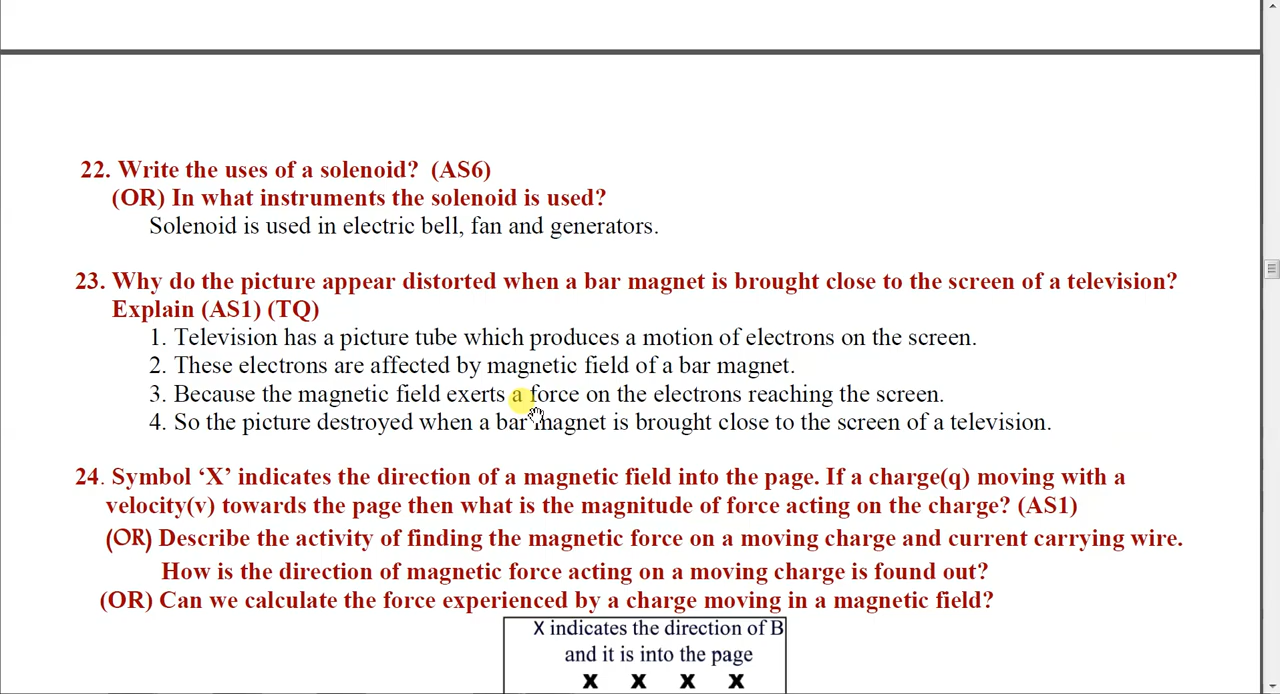 22. Write the uses of a solenoid?  (AS6)
(OR) In what instruments the solenoid is used?
Solenoid is used in electric bell, fan and generators.
23. Why do the picture appear distorted when a bar magnet is brought close to the screen of a television?
Explain (AS1) (TQ)
1. Television has a picture tube which produces a motion of electrons on the screen.
2. These electrons are affected by magnetic field of a bar magnet.
3. Because the magnetic field exerts a force on the electrons reaching the screen.
4. So the picture destroyed when a bar magnet is brought close to the screen of a television.
24. Symbol ‘X’ indicates the direction of a magnetic field into the page. If a charge(q) moving with a
velocity(v) towards the page then what is the magnitude of force acting on the charge? (AS1)
(OR) Describe the activity of finding the magnetic force on a moving charge and current carrying wire.
How is the direction of magnetic force acting on a moving charge is found out?
(OR) Can we calculate the force experienced by a charge moving in a magnetic field?
X indicates the direction of B
and it is into the page
X X X X